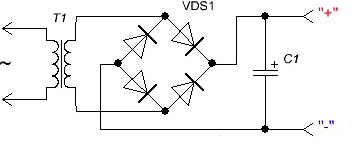 T1
VDS1
"+"
~
+
C1
"-"